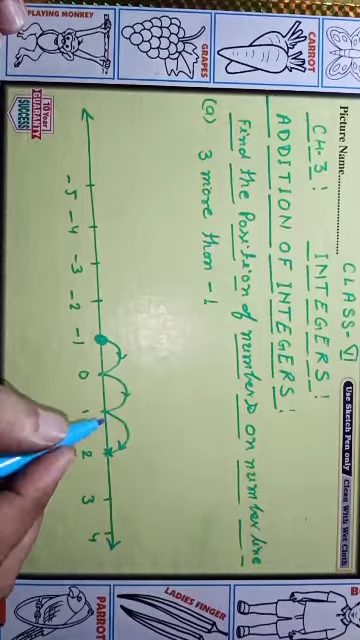 PLAYING MONKEY
GRAPES
CARROT
Picture Name
CLASS- VI
Use Sketch Pen only
Clean With Wet Cloth
CH-3: INTEGERS:
ADDITION OF INTEGERS:
Find the Position of numbers on number line
(a) 3 more than -1
-5 -4 -3 -2 -1 0 1 2 3 4
10 Year
GUARANTY
SUCCESS
PARROT
LADIES FINGER